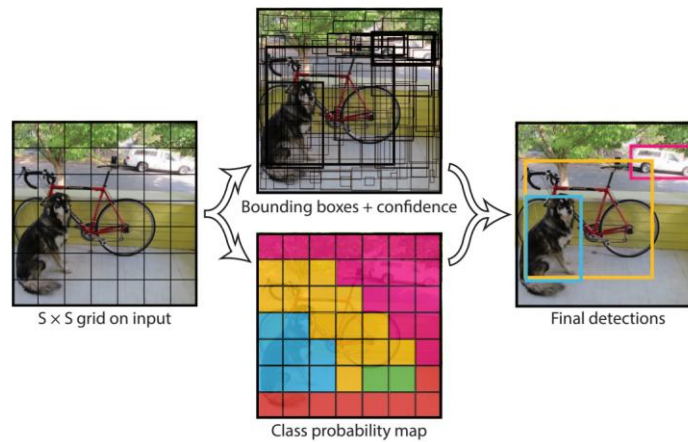 S × S grid on input
Bounding boxes + confidence
Class probability map
Final detections